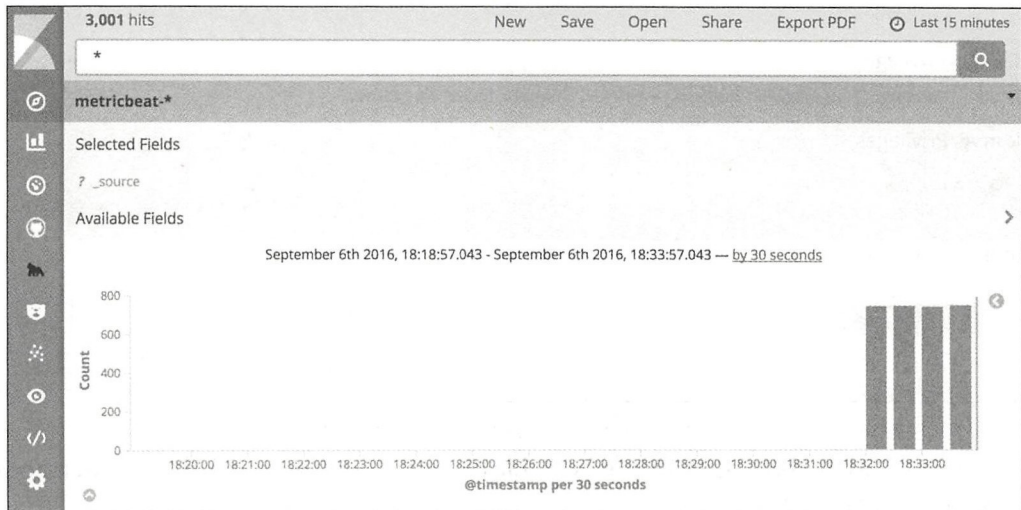 3,001 hits New Save Open Share Export PDF Last 15 minutes
*
metricbeat-*
Selected Fields
? _source
Available Fields
September 6th 2016, 18:18:57.043 - September 6th 2016, 18:33:57.043 — by 30 seconds
800
600
400
200
0
Count
18:20:00 18:21:00 18:22:00 18:23:00 18:24:00 18:25:00 18:26:00 18:27:00 18:28:00 18:29:00 18:30:00 18:31:00 18:32:00 18:33:00
@timestamp per 30 seconds